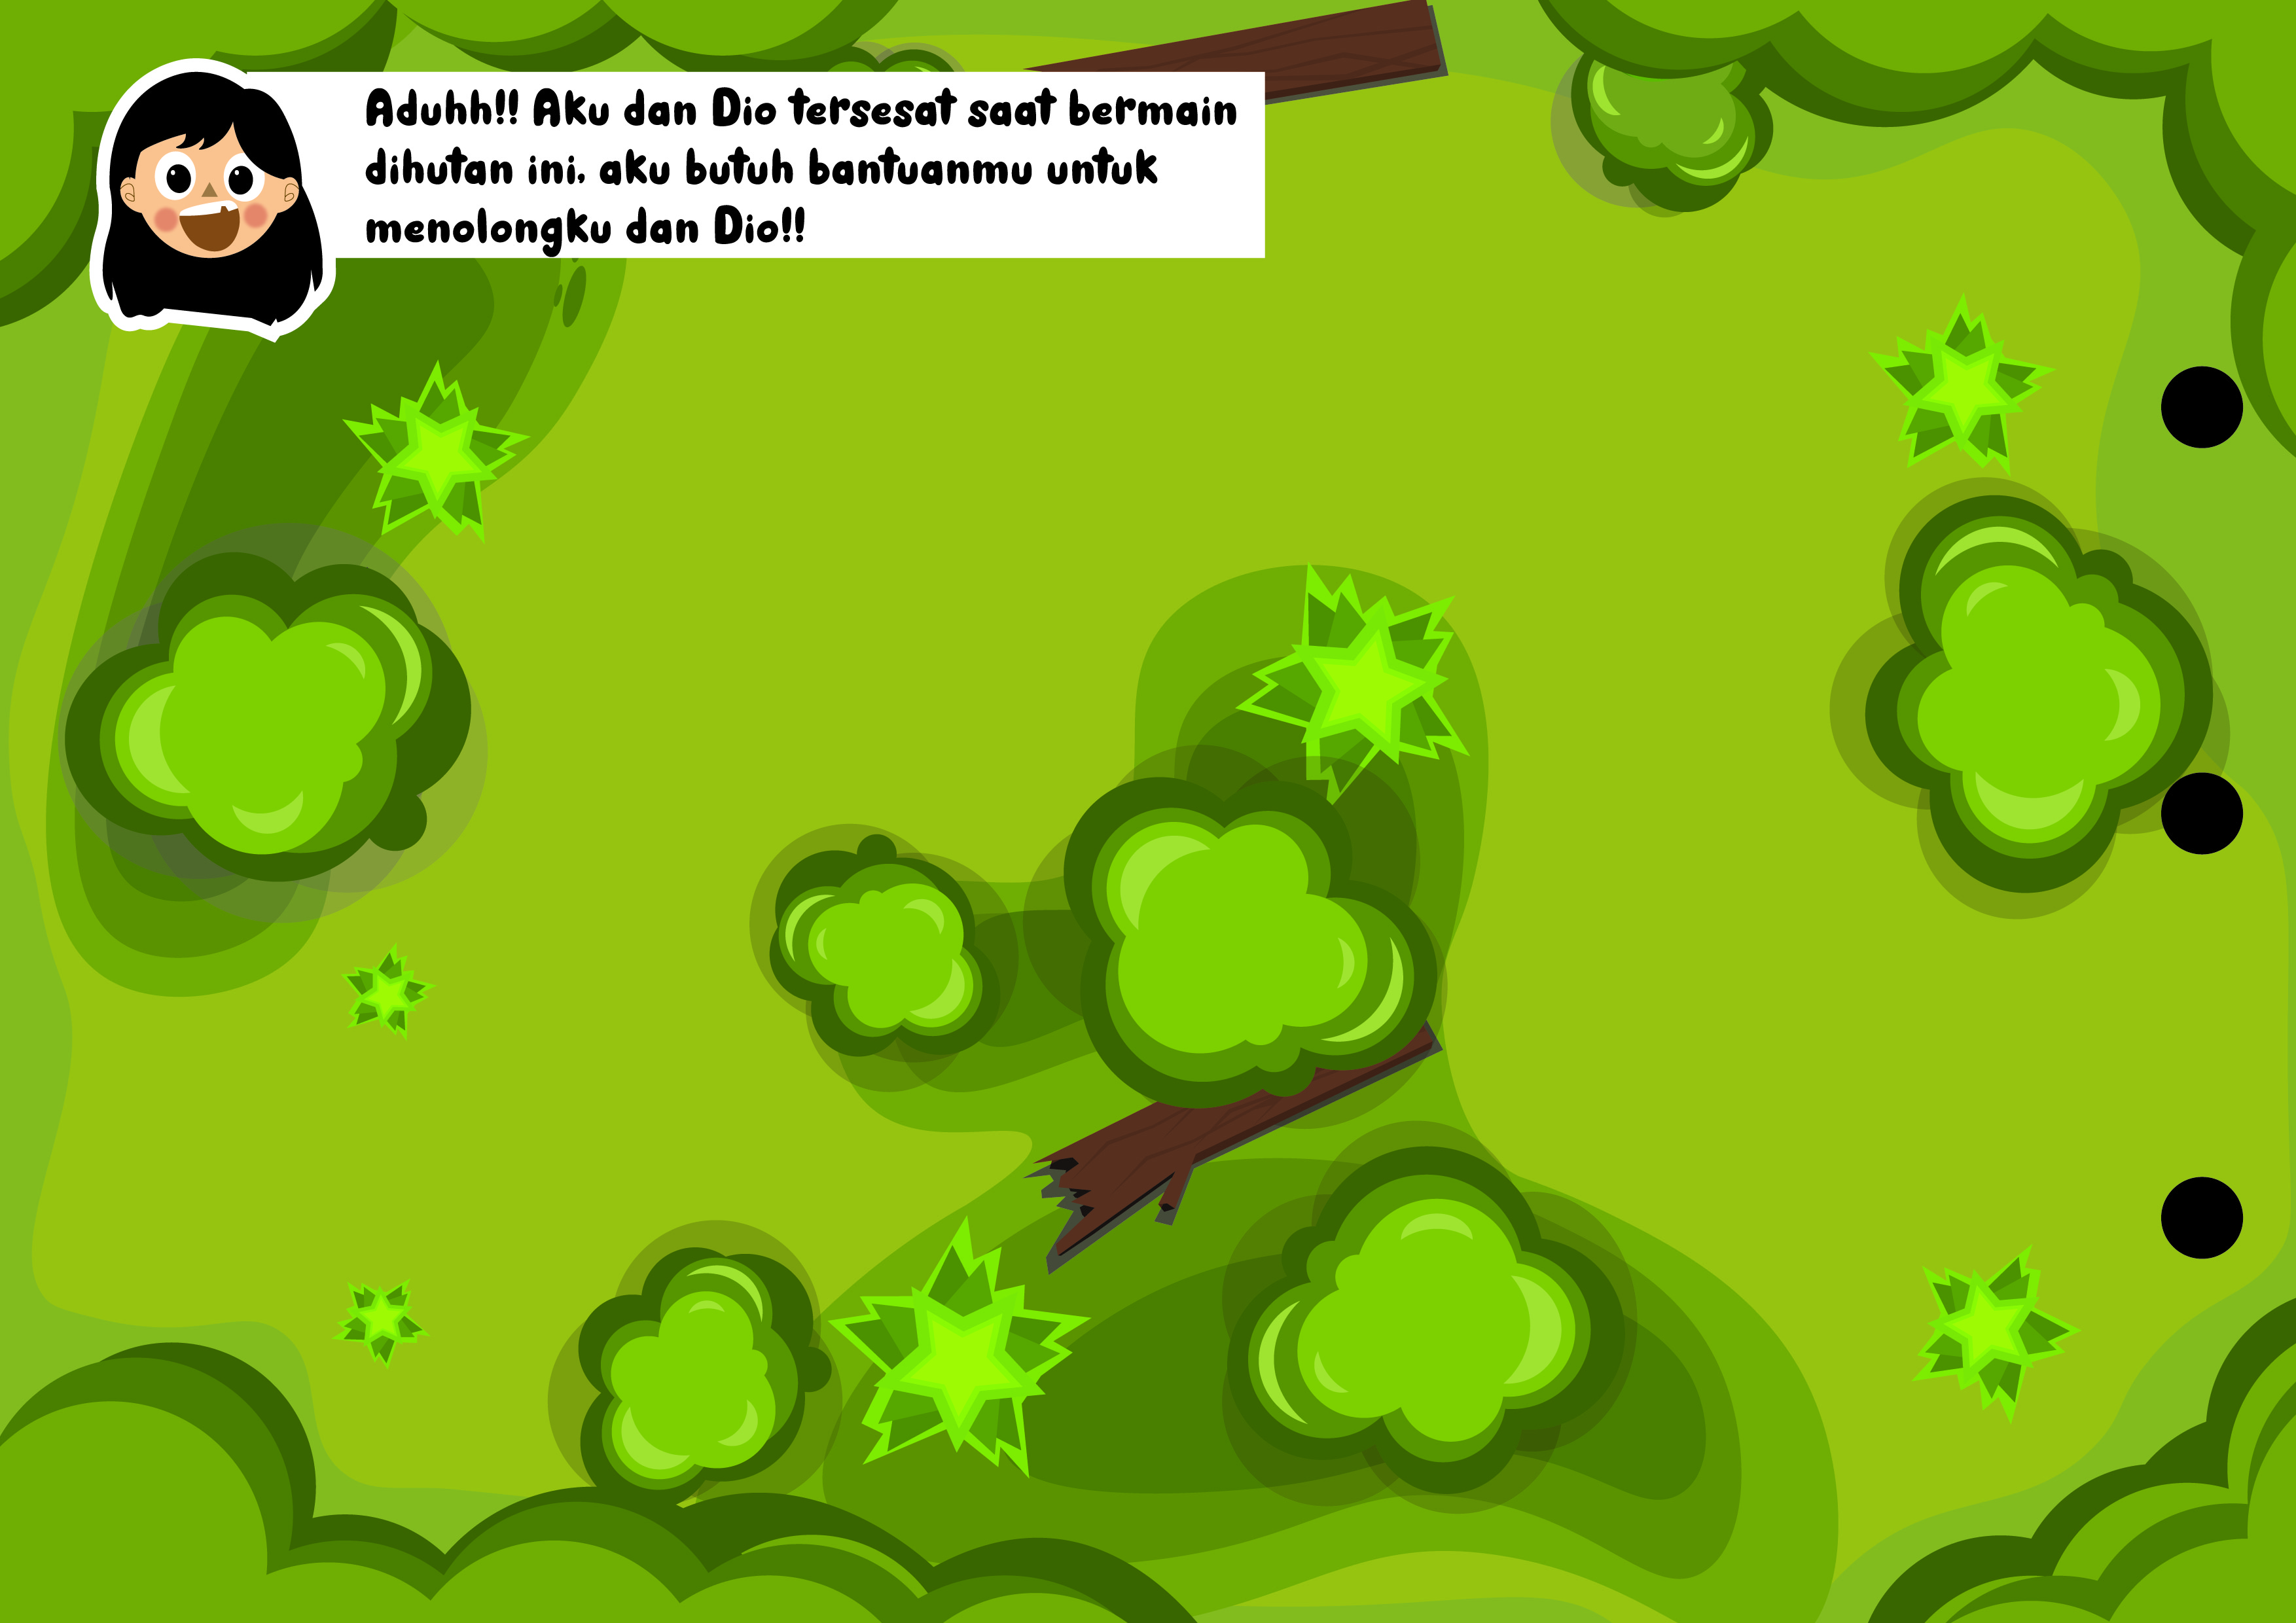 Aduhh!! Aku dan Dio tersesat saat bermain
dihutan ini, aku butuh bantuanmu untuk
menolongku dan Dio!!